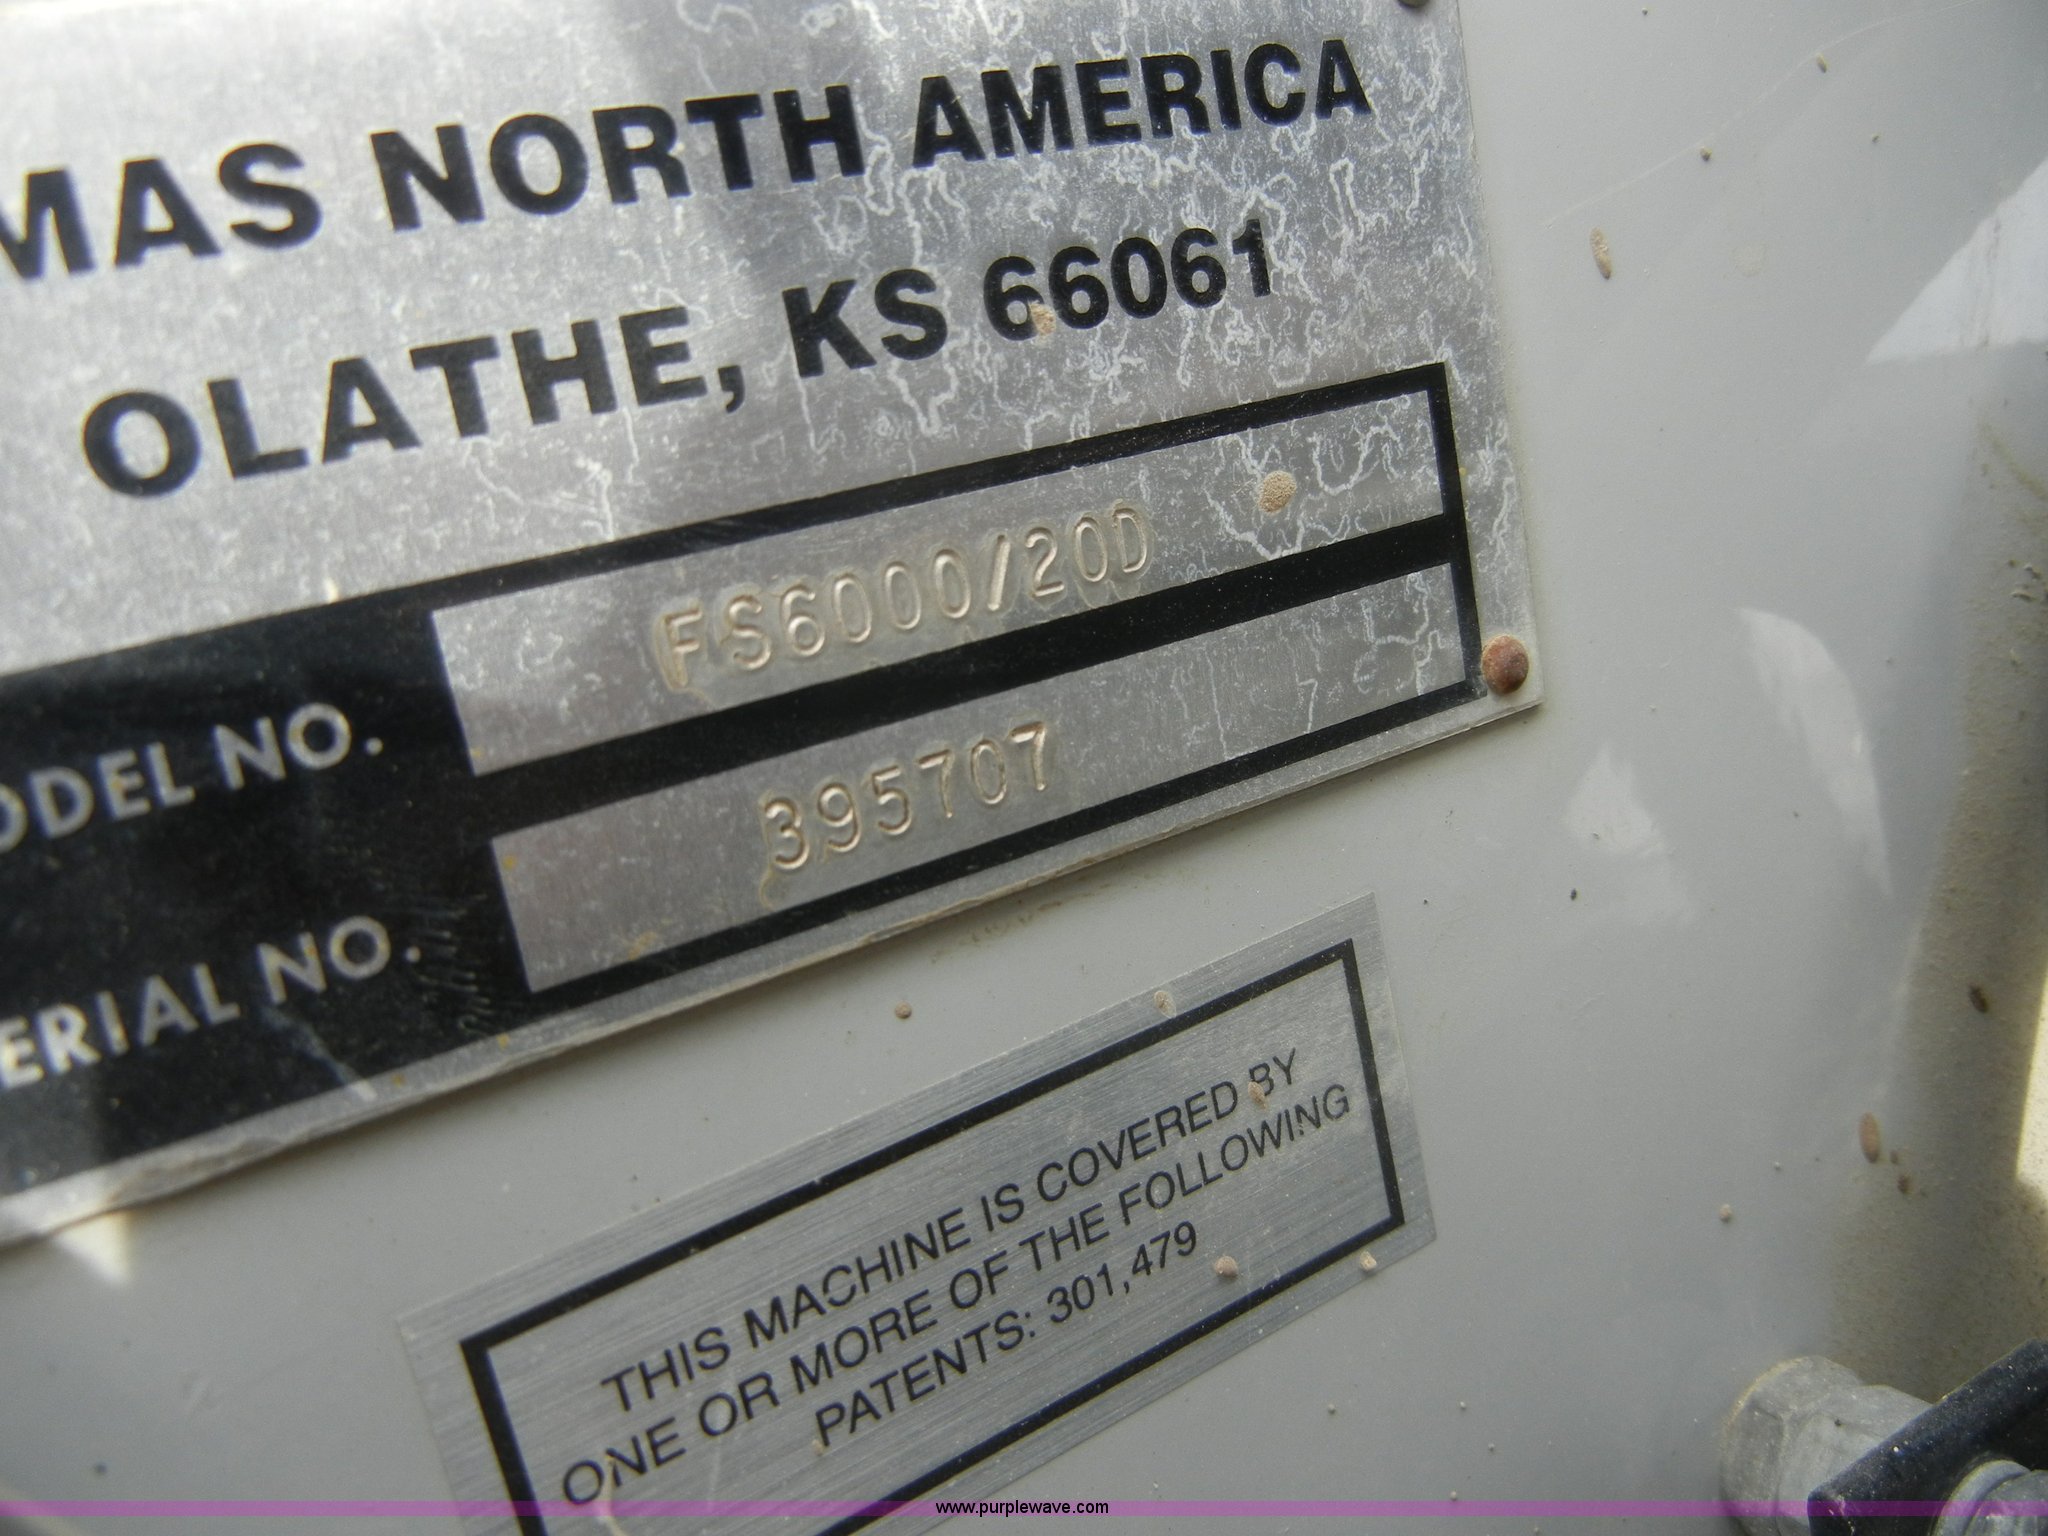 MAS NORTH AMERICA
OLATHE, KS 66061
ODEL NO. FS6000/20D
ERIAL NO. 395707
THIS MACHINE IS COVERED BY
ONE OR MORE OF THE FOLLOWING
PATENTS: 301,479
www.purplewave.com